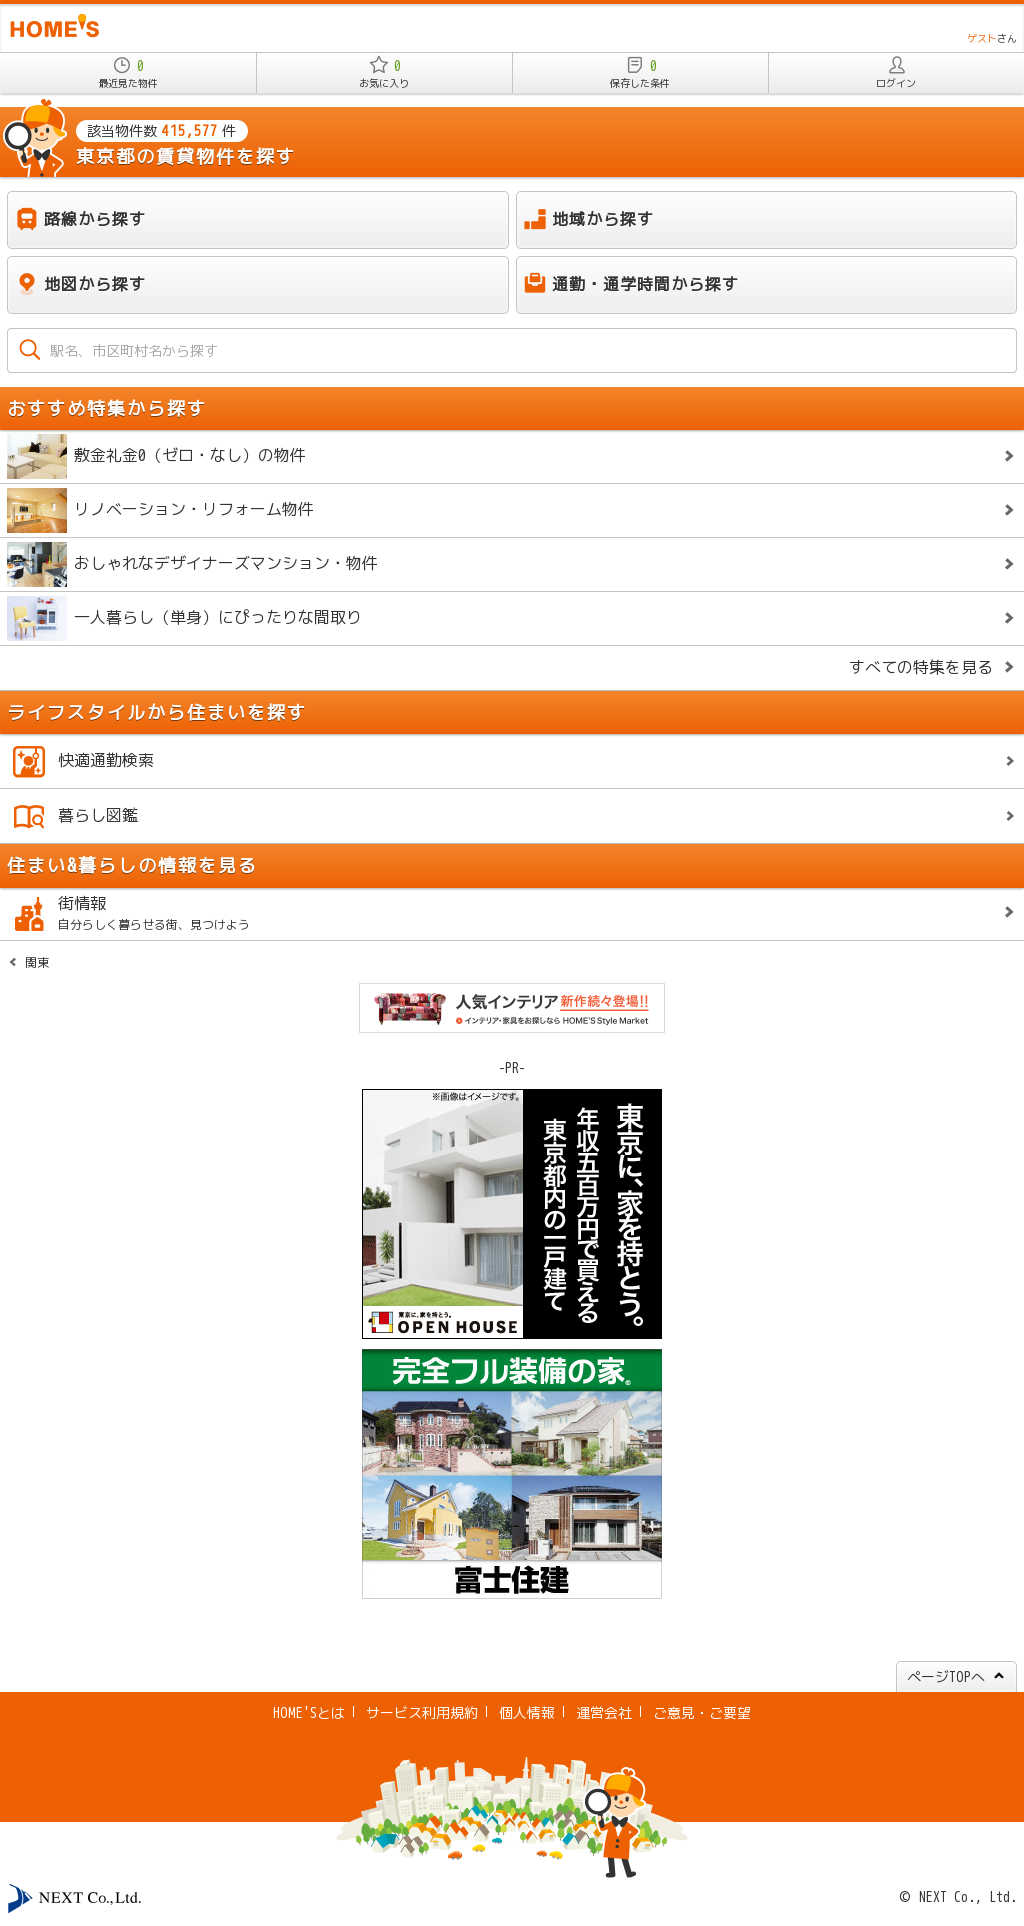 HOME'S
ゲストさん
0
最近見た物件
0
お気に入り
0
保存した条件
ログイン
該当物件数 415,577 件
東京都の賃貸物件を探す
路線から探す
地域から探す
地図から探す
通勤・通学時間から探す
駅名、市区町村名から探す
おすすめ特集から探す
敷金礼金0（ゼロ・なし）の物件
リノベーション・リフォーム物件
おしゃれなデザイナーズマンション・物件
一人暮らし（単身）にぴったりな間取り
すべての特集を見る
ライフスタイルから住まいを探す
快適通勤検索
暮らし図鑑
住まい&暮らしの情報を見る
街情報
自分らしく暮らせる街、見つけよう
関東
人気インテリア新作続々登場!!
インテリア・家具をお探しなら HOME'S Style Market
-PR-
※画像はイメージです。
東京に、家を持とう。
年収五百万円で買える
東京都内の一戸建て
東京に、家を持とう。
OPEN HOUSE
完全フル装備の家®
富士住建
ページTOPへ
HOME'Sとは
サービス利用規約
個人情報
運営会社
ご意見・ご要望
NEXT Co., Ltd.
© NEXT Co., Ltd.